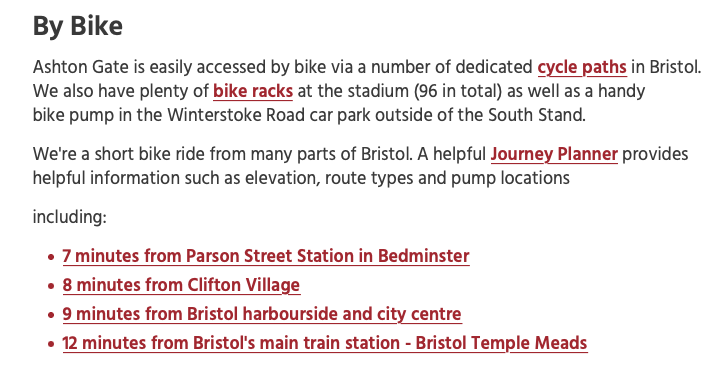 By Bike
Ashton Gate is easily accessed by bike via a number of dedicated cycle paths in Bristol.
We also have plenty of bike racks at the stadium (96 in total) as well as a handy
bike pump in the Winterstoke Road car park outside of the South Stand.
We're a short bike ride from many parts of Bristol. A helpful Journey Planner provides
helpful information such as elevation, route types and pump locations
including:
• 7 minutes from Parson Street Station in Bedminster
• 8 minutes from Clifton Village
• 9 minutes from Bristol harbourside and city centre
• 12 minutes from Bristol's main train station - Bristol Temple Meads